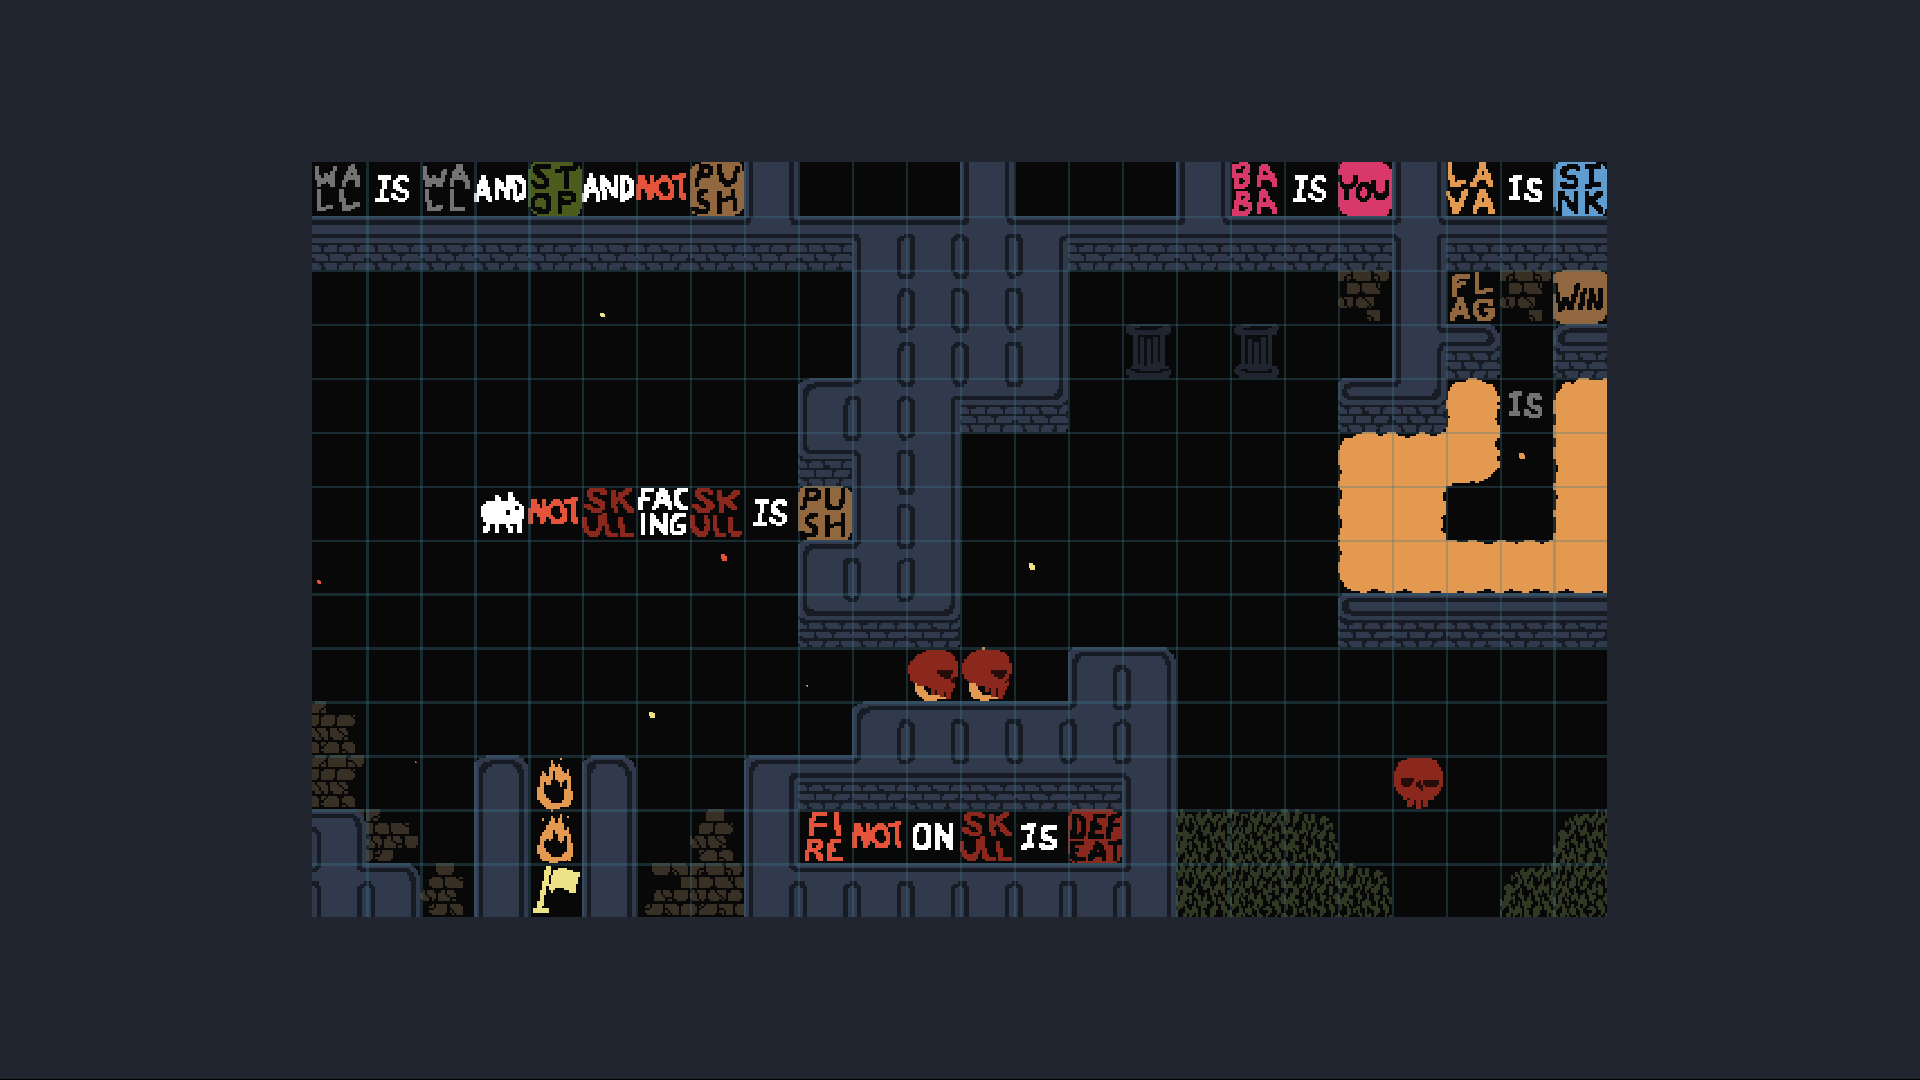 WALL IS WALL AND STOP AND NOT PUSH
BABA IS YOU
LAVA IS SINK
FLAG WIN
IS
NOT SKULL FACING SKULL IS PUSH
FIRE NOT ON SKULL IS DEFEAT